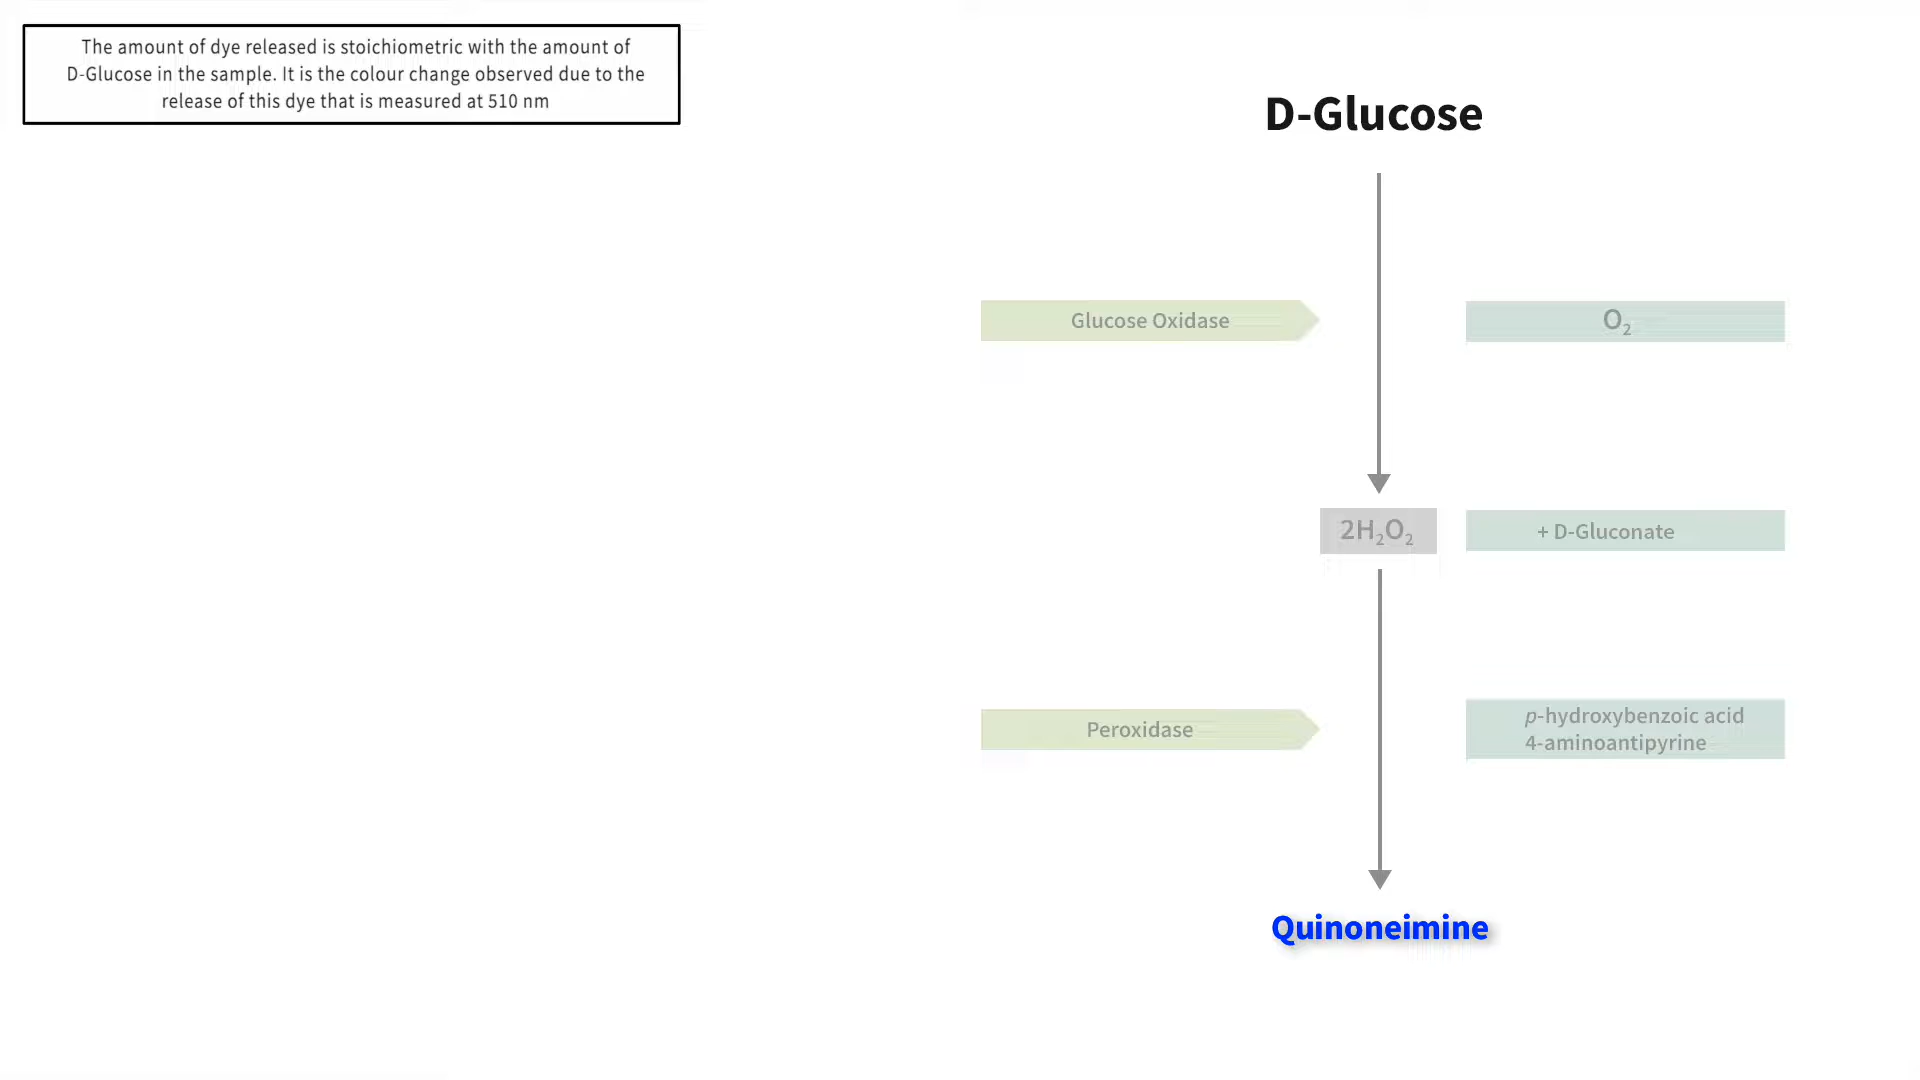 The amount of dye released is stoichiometric with the amount of
D-Glucose in the sample. It is the colour change observed due to the
release of this dye that is measured at 510 nm
D-Glucose
Glucose Oxidase
O₂
2H₂O₂
+ D-Gluconate
Peroxidase
p-hydroxybenzoic acid
4-aminoantipyrine
Quinoneimine